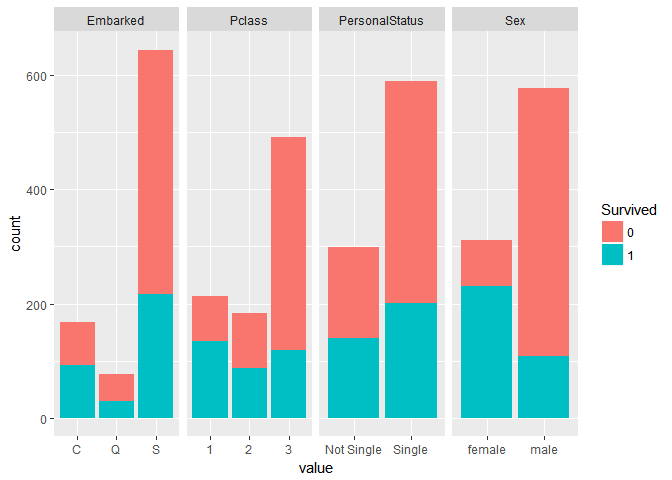 Embarked Pclass PersonalStatus Sex
600
400
200
0
count
C Q S 1 2 3 Not Single Single female male
value
Survived
0
1